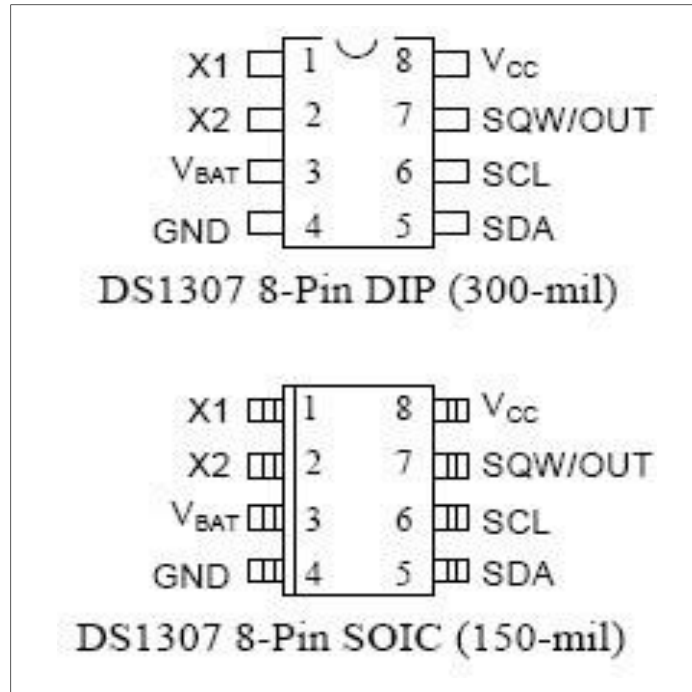 X1 1 8 VCC
X2 2 7 SQW/OUT
VBAT 3 6 SCL
GND 4 5 SDA
DS1307 8-Pin DIP (300-mil)
X1 1 8 VCC
X2 2 7 SQW/OUT
VBAT 3 6 SCL
GND 4 5 SDA
DS1307 8-Pin SOIC (150-mil)